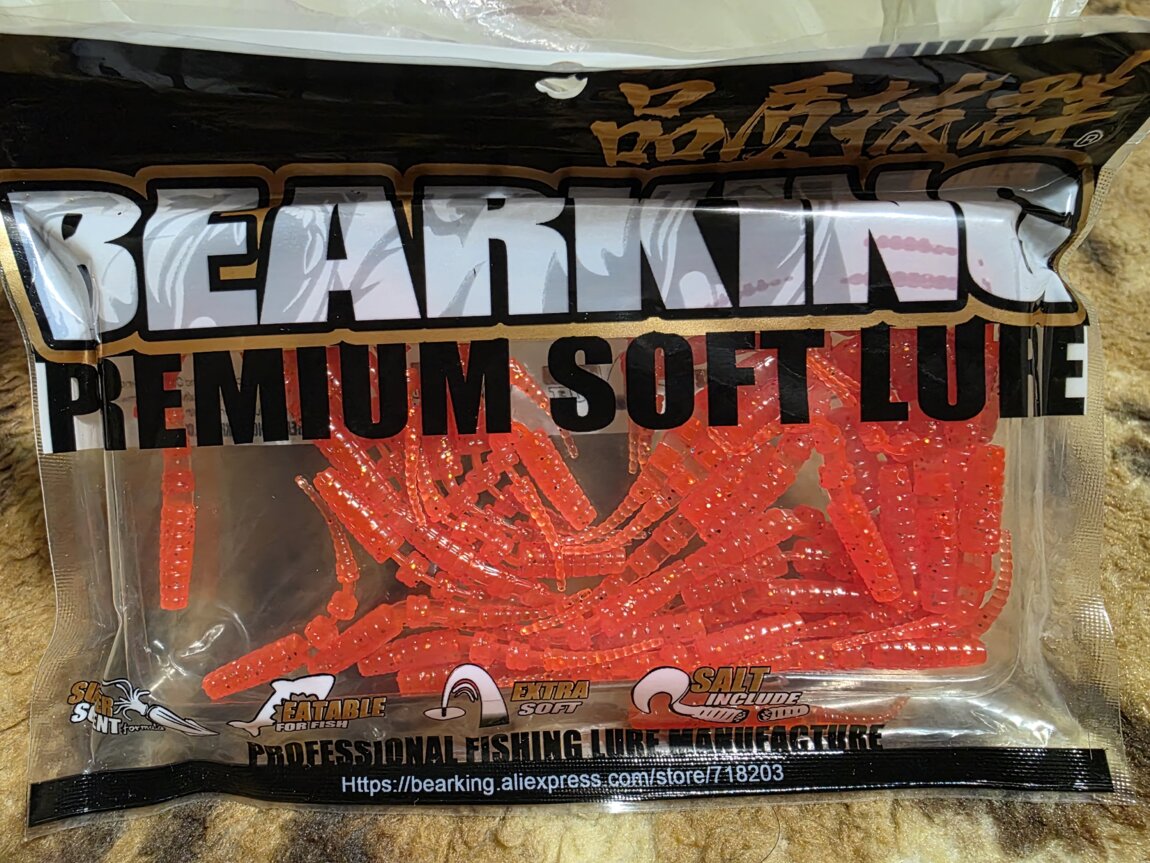 品质拔群®
BEARKING
PREMIUM SOFT LURE
SUPER SCENT formula
EATABLE FOR FISH
EXTRA SOFT
SALT INCLUDE
PROFESSIONAL FISHING LURE MANUFACTURE
Https://bearking.aliexpress.com/store/718203